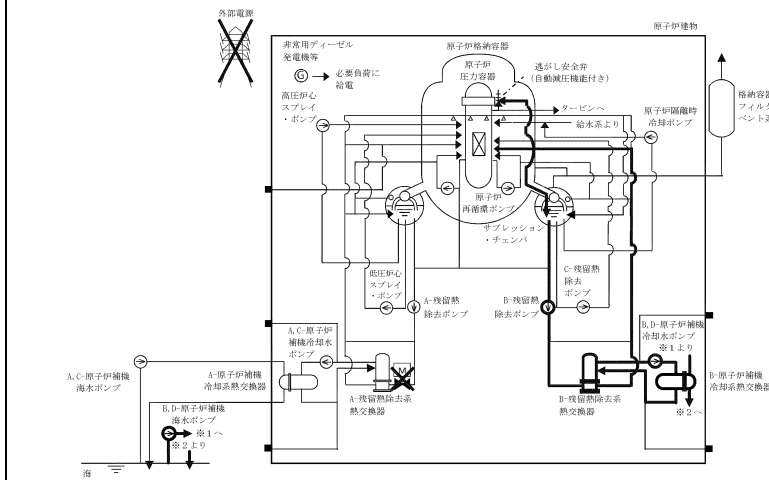 外部電源
原子炉建物
非常用ディーゼル
発電機等
G
必要負荷に
給電
原子炉格納容器
原子炉
圧力容器
逃がし安全弁
(自動減圧機能付き)
高圧炉心
スプレイ
・ポンプ
タービンへ
給水系より
原子炉隔離時
冷却ポンプ
格納容器
フィルタ
ベント系
原子炉
再循環ポンプ
サプレッション
・チェンバ
低圧炉心
スプレイ
・ポンプ
A-残留熱
除去ポンプ
B-残留熱
除去ポンプ
C-残留熱
除去
ポンプ
A,C-原子炉
補機冷却水
ポンプ
B,D-原子炉補機
冷却水ポンプ
※1より
M
A,C-原子炉補機
海水ポンプ
A-原子炉補機
冷却系熱交換器
B-原子炉補機
冷却系熱交換器
A-残留熱除去系
熱交換器
B-残留熱除去系
熱交換器
※2へ
B,D-原子炉補機
海水ポンプ
※1へ
※2より
海